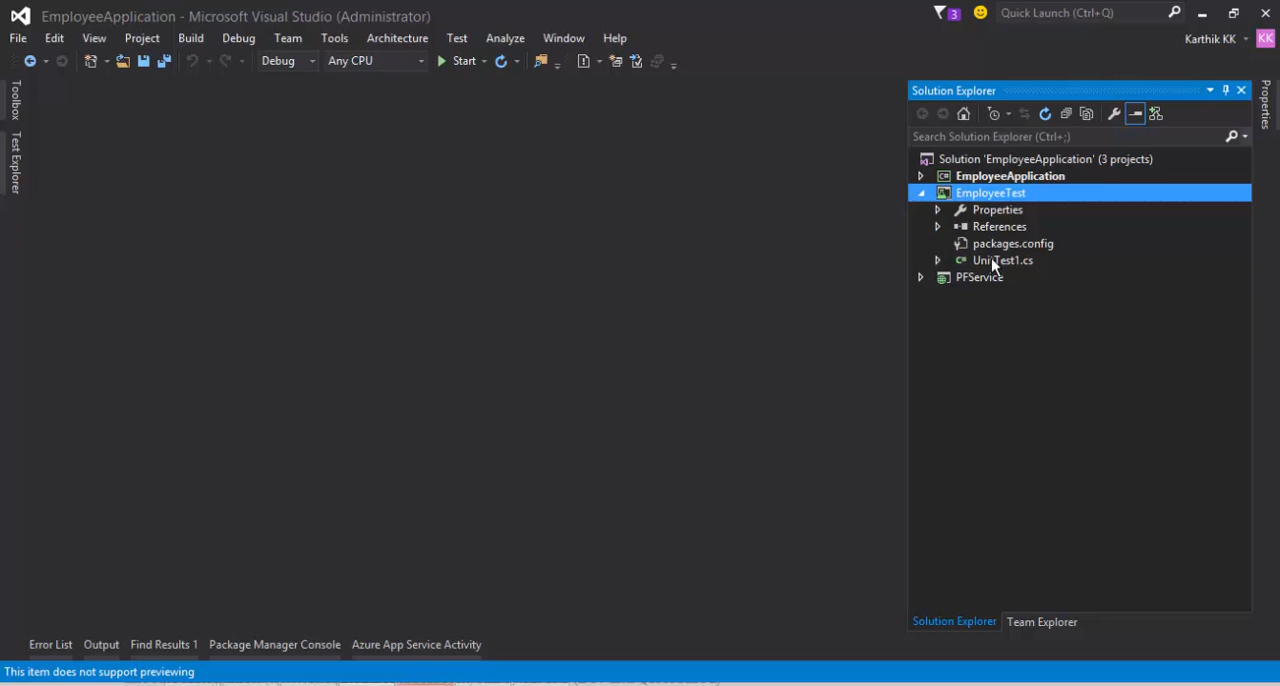 EmployeeApplication - Microsoft Visual Studio (Administrator)
3
Quick Launch (Ctrl+Q)
File Edit View Project Build Debug Team Tools Architecture Test Analyze Window Help
Karthik KK
KK
Debug
Any CPU
Start
Toolbox
Test Explorer
Solution Explorer
Properties
Search Solution Explorer (Ctrl+;)
Solution 'EmployeeApplication' (3 projects)
EmployeeApplication
EmployeeTest
Properties
References
packages.config
UnitTest1.cs
PFService
Solution Explorer Team Explorer
Error List Output Find Results 1 Package Manager Console Azure App Service Activity
This item does not support previewing